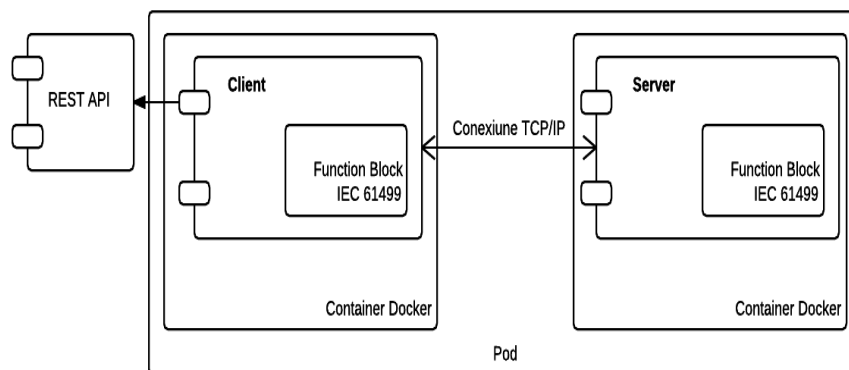 REST API
Client
Function Block
IEC 61499
Container Docker
Conexiune TCP/IP
Server
Function Block
IEC 61499
Container Docker
Pod